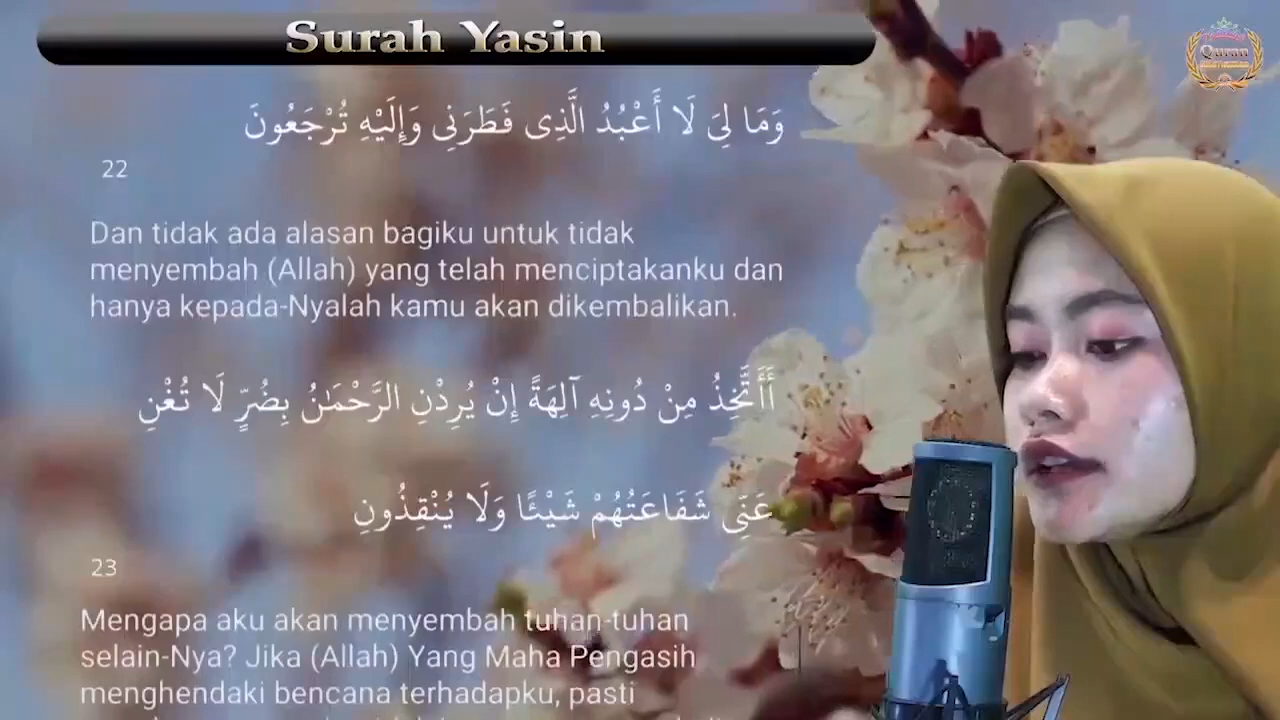 Surah Yasin
Quran
وَمَا لِىَ لَا أَعْبُدُ الَّذِى فَطَرَنِى وَإِلَيْهِ تُرْجَعُونَ
22
Dan tidak ada alasan bagiku untuk tidak
menyembah (Allah) yang telah menciptakanku dan
hanya kepada-Nyalah kamu akan dikembalikan.
أَأَتَّخِذُ مِنْ دُونِهِ آلِهَةً إِنْ يُرِدْنِ الرَّحْمَٰنُ بِضُرٍّ لَا تُغْنِ
عَنِّى شَفَاعَتُهُمْ شَيْئًا وَلَا يُنْقِذُونِ
23
Mengapa aku akan menyembah tuhan-tuhan
selain-Nya? Jika (Allah) Yang Maha Pengasih
menghendaki bencana terhadapku, pasti